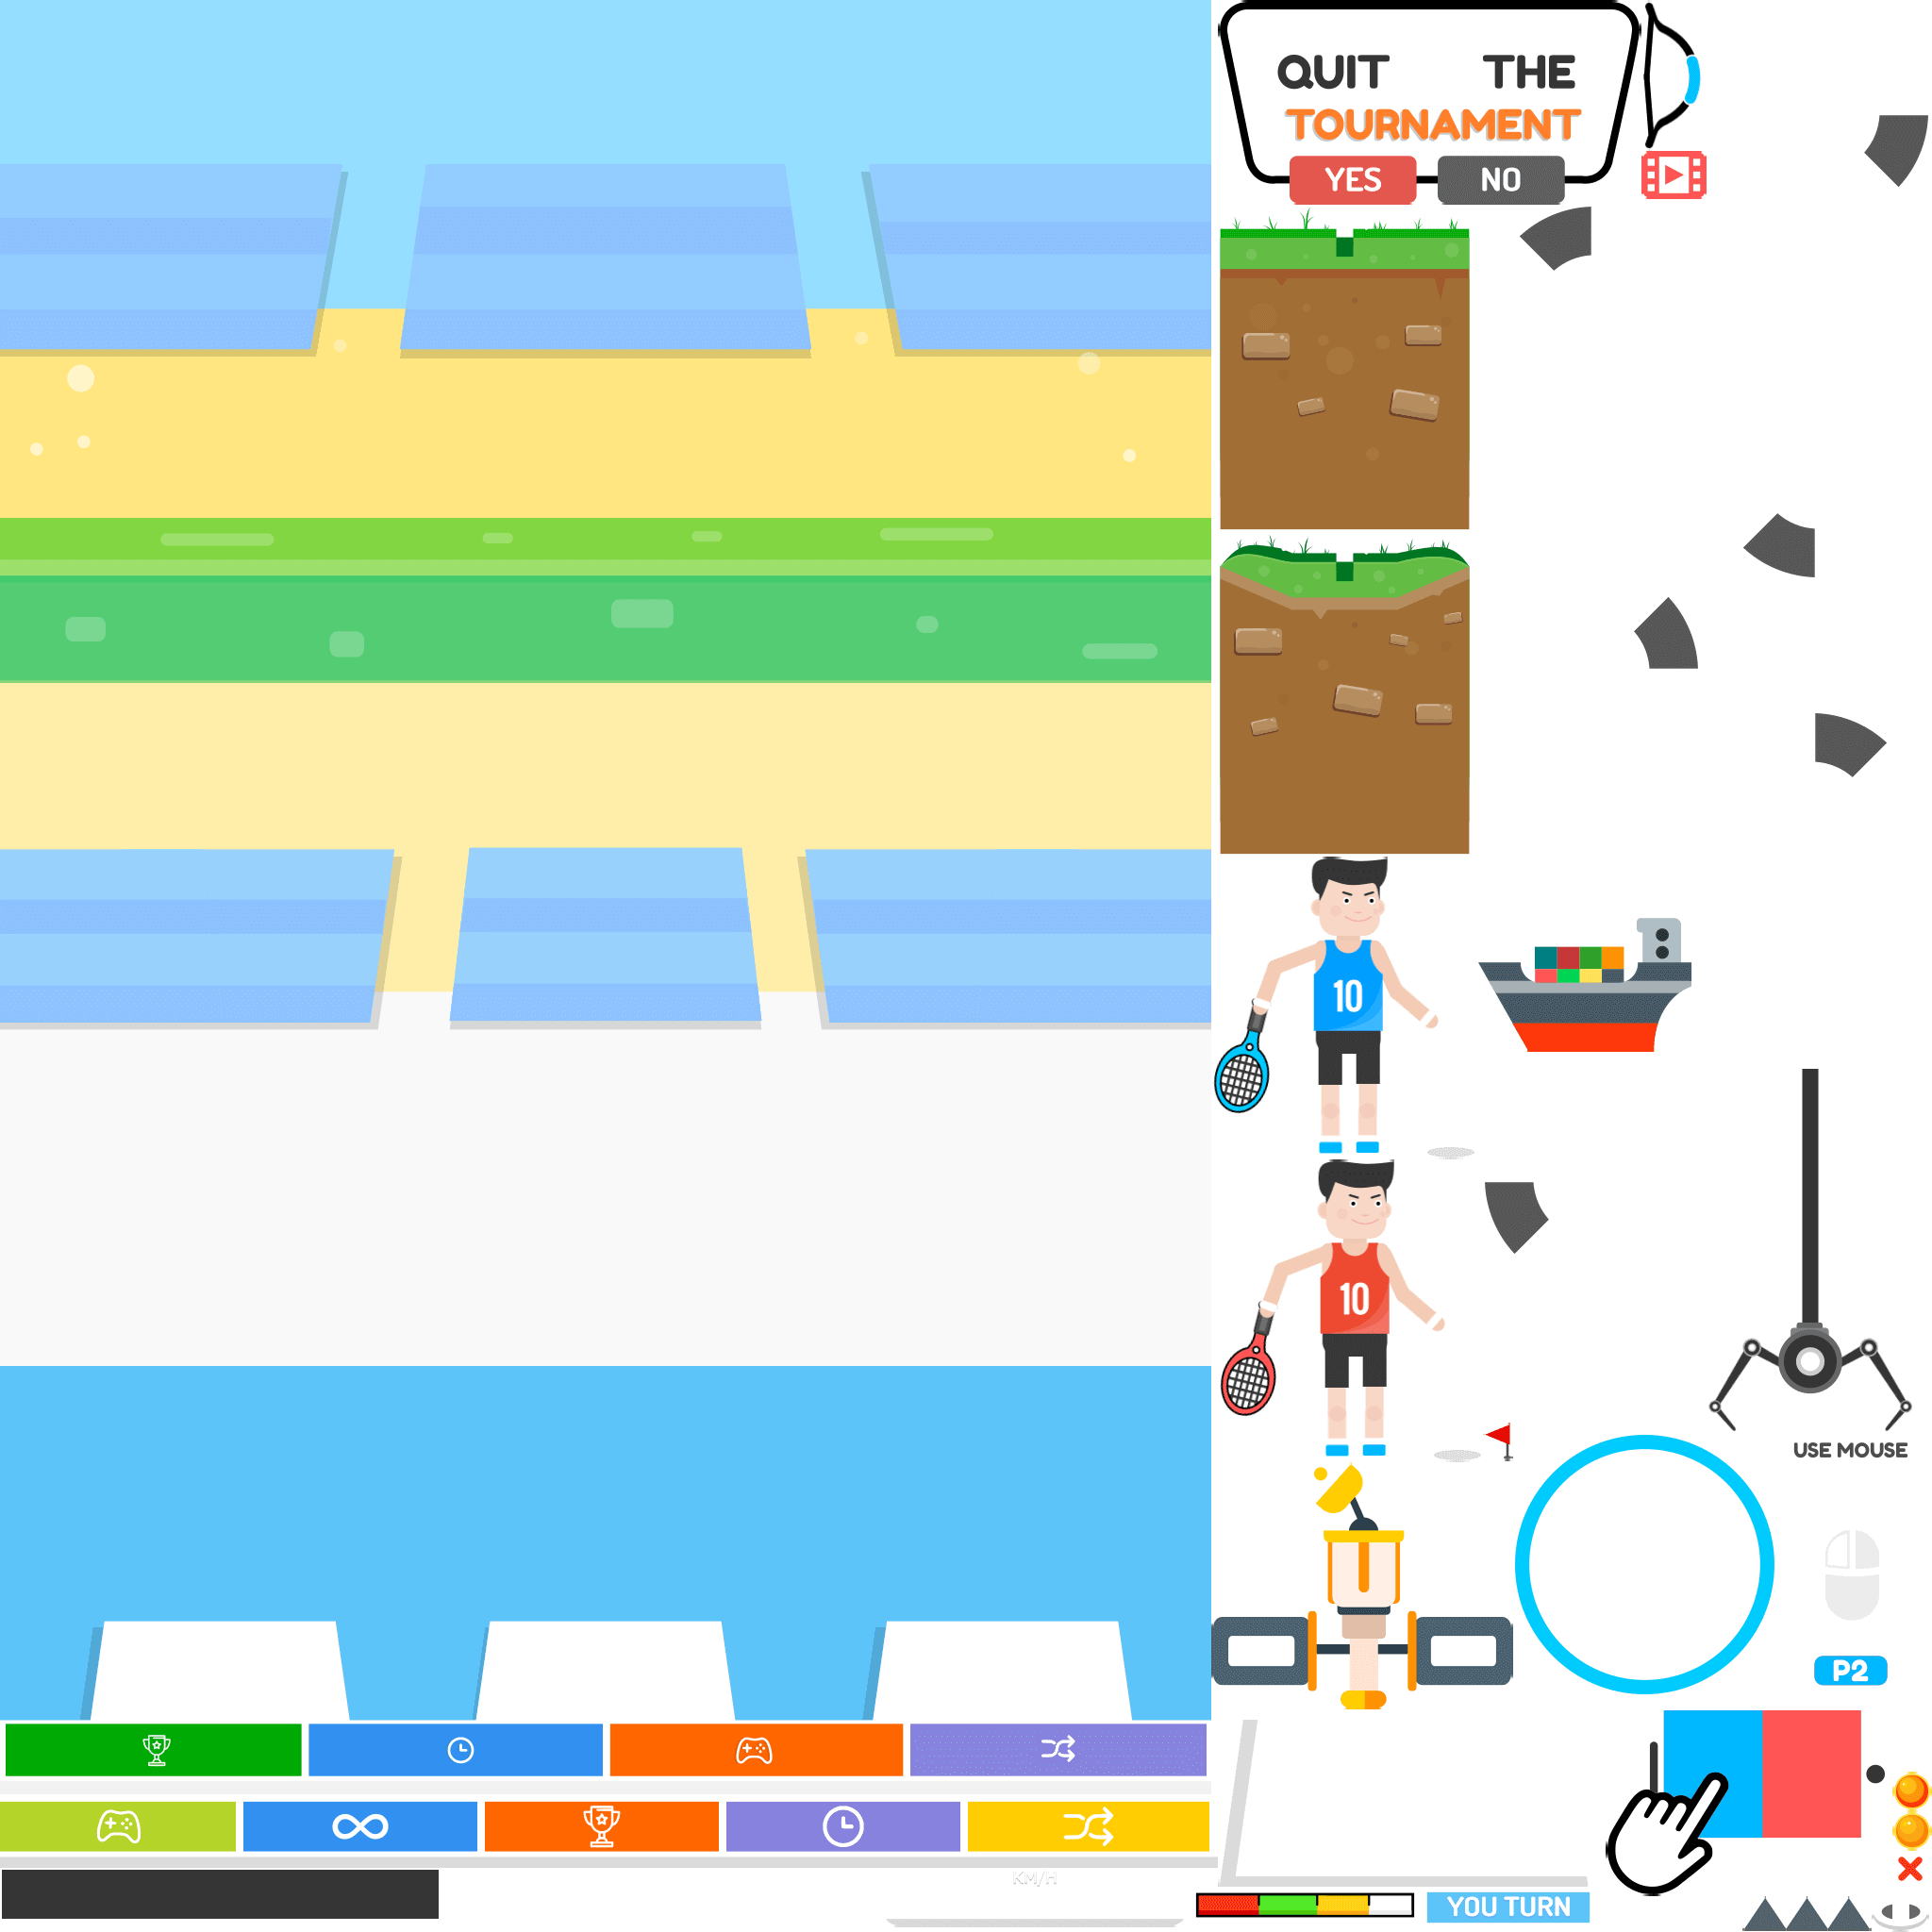 QUIT THE
TOURNAMENT
YES NO
10
10
USE MOUSE
P2
KM/H
YOU TURN